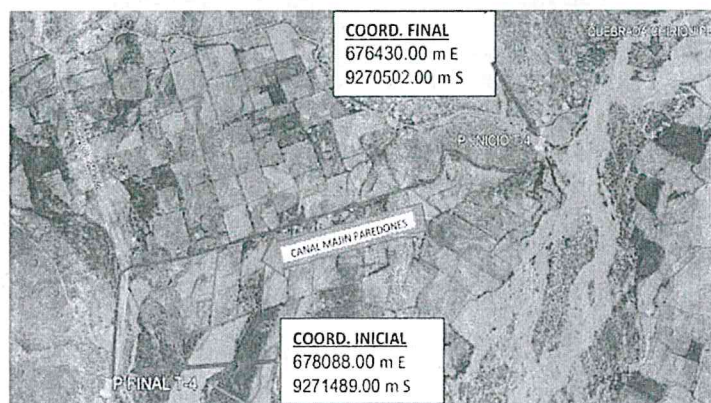 COORD. FINAL
676430.00 m E
9270502.00 m S
QUEBRADA
P. INICIO T-4
CANAL MAJIN PAREDONES
COORD. INICIAL
678088.00 m E
9271489.00 m S
P FINAL T-4